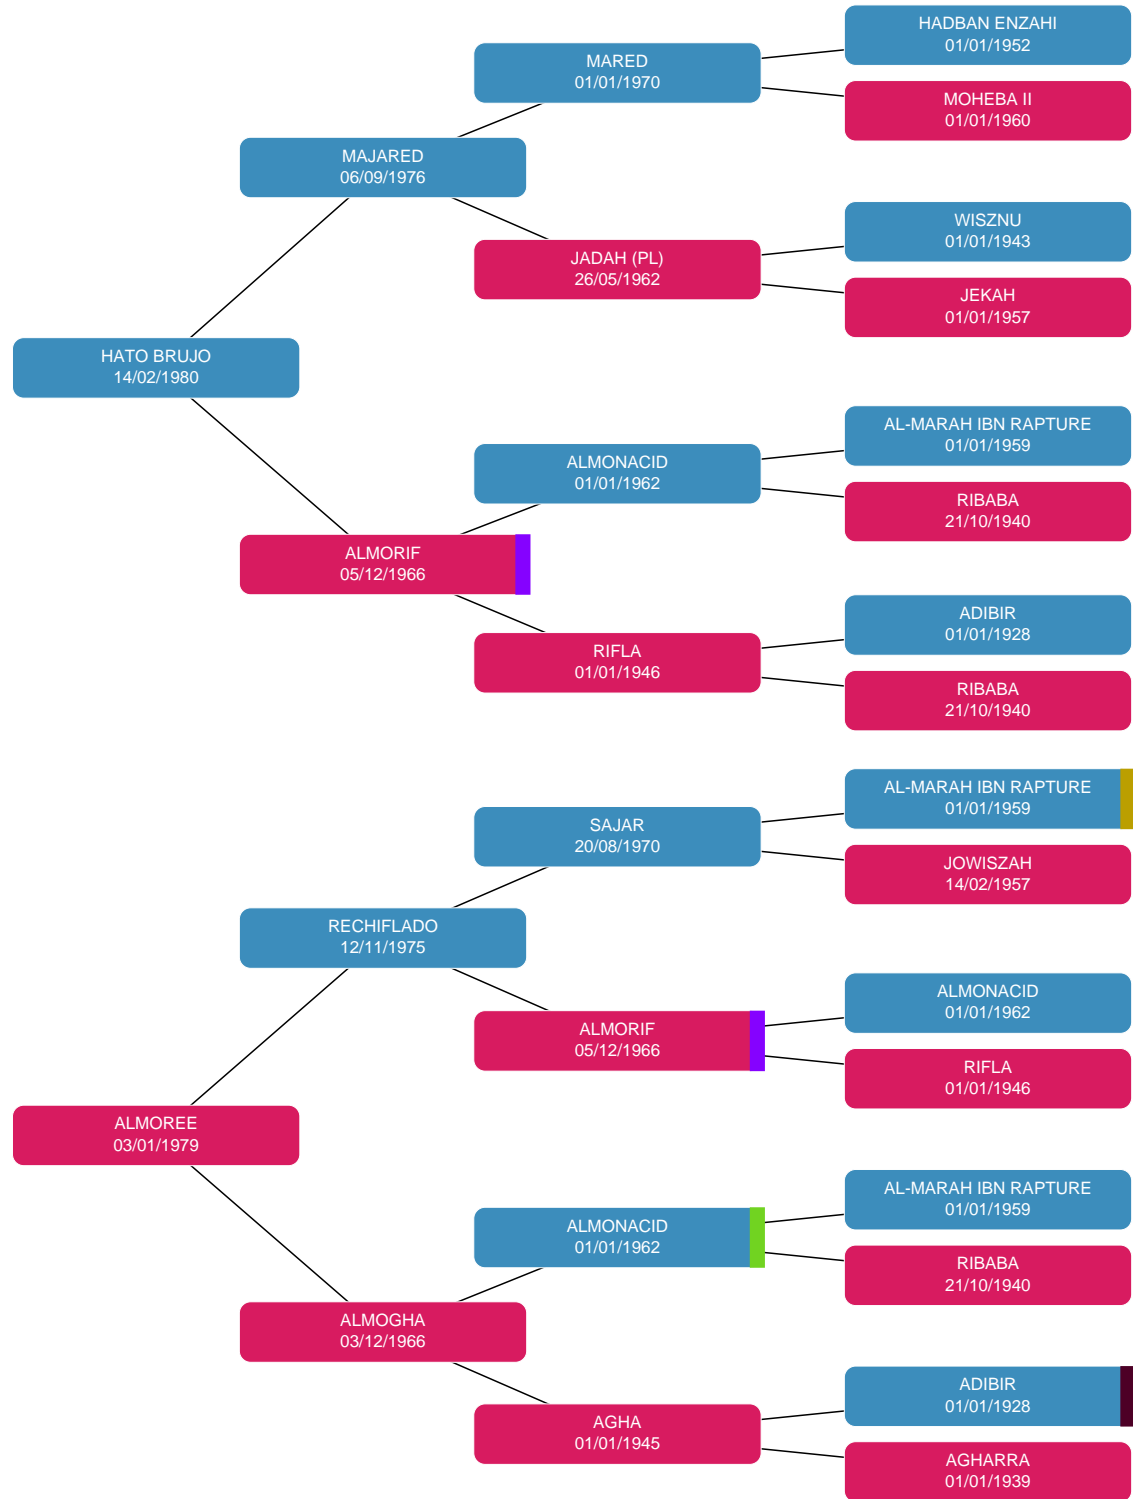 HADBAN ENZAHI
01/01/1952
MARED
01/01/1970
MOHEBA II
01/01/1960
MAJARED
06/09/1976
WISZNU
01/01/1943
JADAH (PL)
26/05/1962
JEKAH
01/01/1957
HATO BRUJO
14/02/1980
AL-MARAH IBN RAPTURE
01/01/1959
ALMONACID
01/01/1962
RIBABA
21/10/1940
ALMORIF
05/12/1966
ADIBIR
01/01/1928
RIFLA
01/01/1946
RIBABA
21/10/1940
AL-MARAH IBN RAPTURE
01/01/1959
SAJAR
20/08/1970
JOWISZAH
14/02/1957
RECHIFLADO
12/11/1975
ALMONACID
01/01/1962
ALMORIF
05/12/1966
RIFLA
01/01/1946
ALMOREE
03/01/1979
AL-MARAH IBN RAPTURE
01/01/1959
ALMONACID
01/01/1962
RIBABA
21/10/1940
ALMOGHA
03/12/1966
ADIBIR
01/01/1928
AGHA
01/01/1945
AGHARRA
01/01/1939